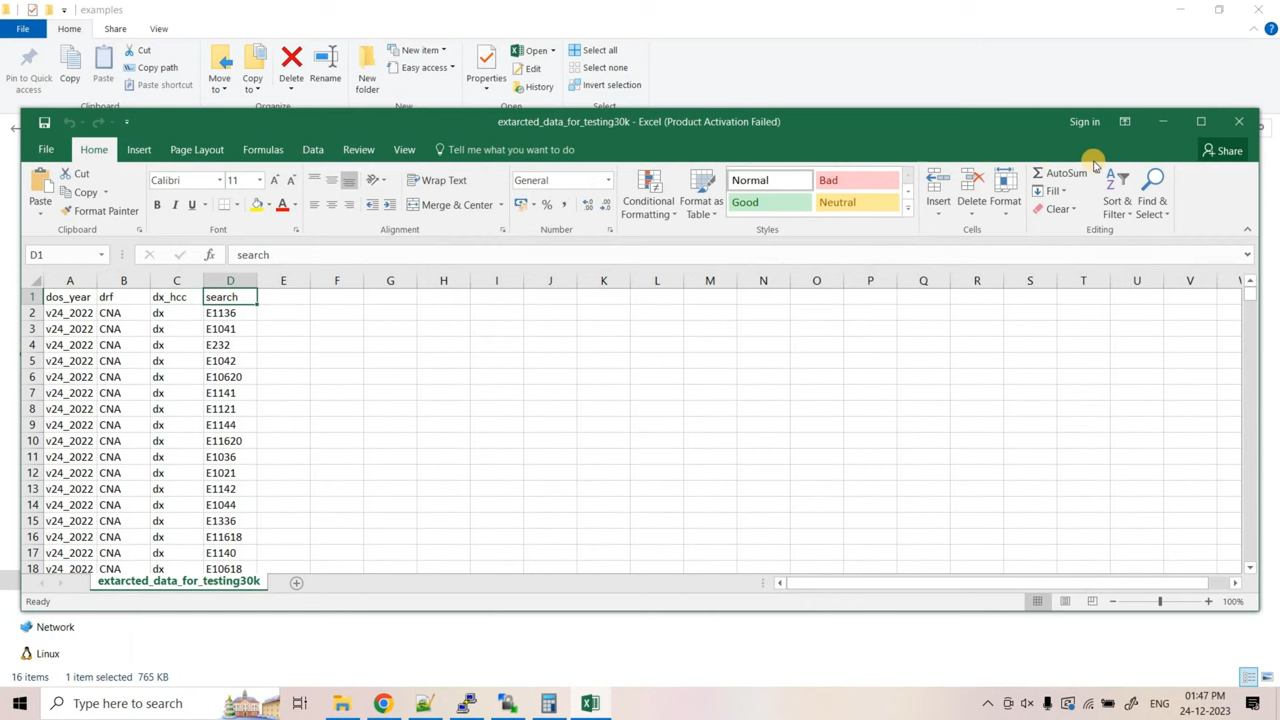 examples
File Home Share View
Pin to Quick access
Copy
Paste
Cut
Copy path
Paste shortcut
Move to
Copy to
Delete
Rename
New folder
New item
Easy access
Properties
Open
Edit
History
Select all
Select none
Invert selection
Clipboard Organize New Open Select
extarcted_data_for_testing30k - Excel (Product Activation Failed)
Sign in
File Home Insert Page Layout Formulas Data Review View Tell me what you want to do Share
Paste
Cut
Copy
Format Painter
Calibri 11
B I U
Wrap Text
Merge & Center
General
Conditional Formatting
Format as Table
Normal Bad
Good Neutral
Insert Delete Format
AutoSum
Fill
Clear
Sort & Filter
Find & Select
Clipboard Font Alignment Number Styles Cells Editing
D1 fx search
A B C D E F G H I J K L M N O P Q R S T U V
1 dos_year drf dx_hcc search
2 v24_2022 CNA dx E1136
3 v24_2022 CNA dx E1041
4 v24_2022 CNA dx E232
5 v24_2022 CNA dx E1042
6 v24_2022 CNA dx E10620
7 v24_2022 CNA dx E1141
8 v24_2022 CNA dx E1121
9 v24_2022 CNA dx E1144
10 v24_2022 CNA dx E11620
11 v24_2022 CNA dx E1036
12 v24_2022 CNA dx E1021
13 v24_2022 CNA dx E1142
14 v24_2022 CNA dx E1044
15 v24_2022 CNA dx E1336
16 v24_2022 CNA dx E11618
17 v24_2022 CNA dx E1140
18 v24_2022 CNA dx E10618
extarcted_data_for_testing30k
Ready 100%
Network
Linux
16 items 1 item selected 765 KB
Type here to search
ENG
01:47 PM
24-12-2023